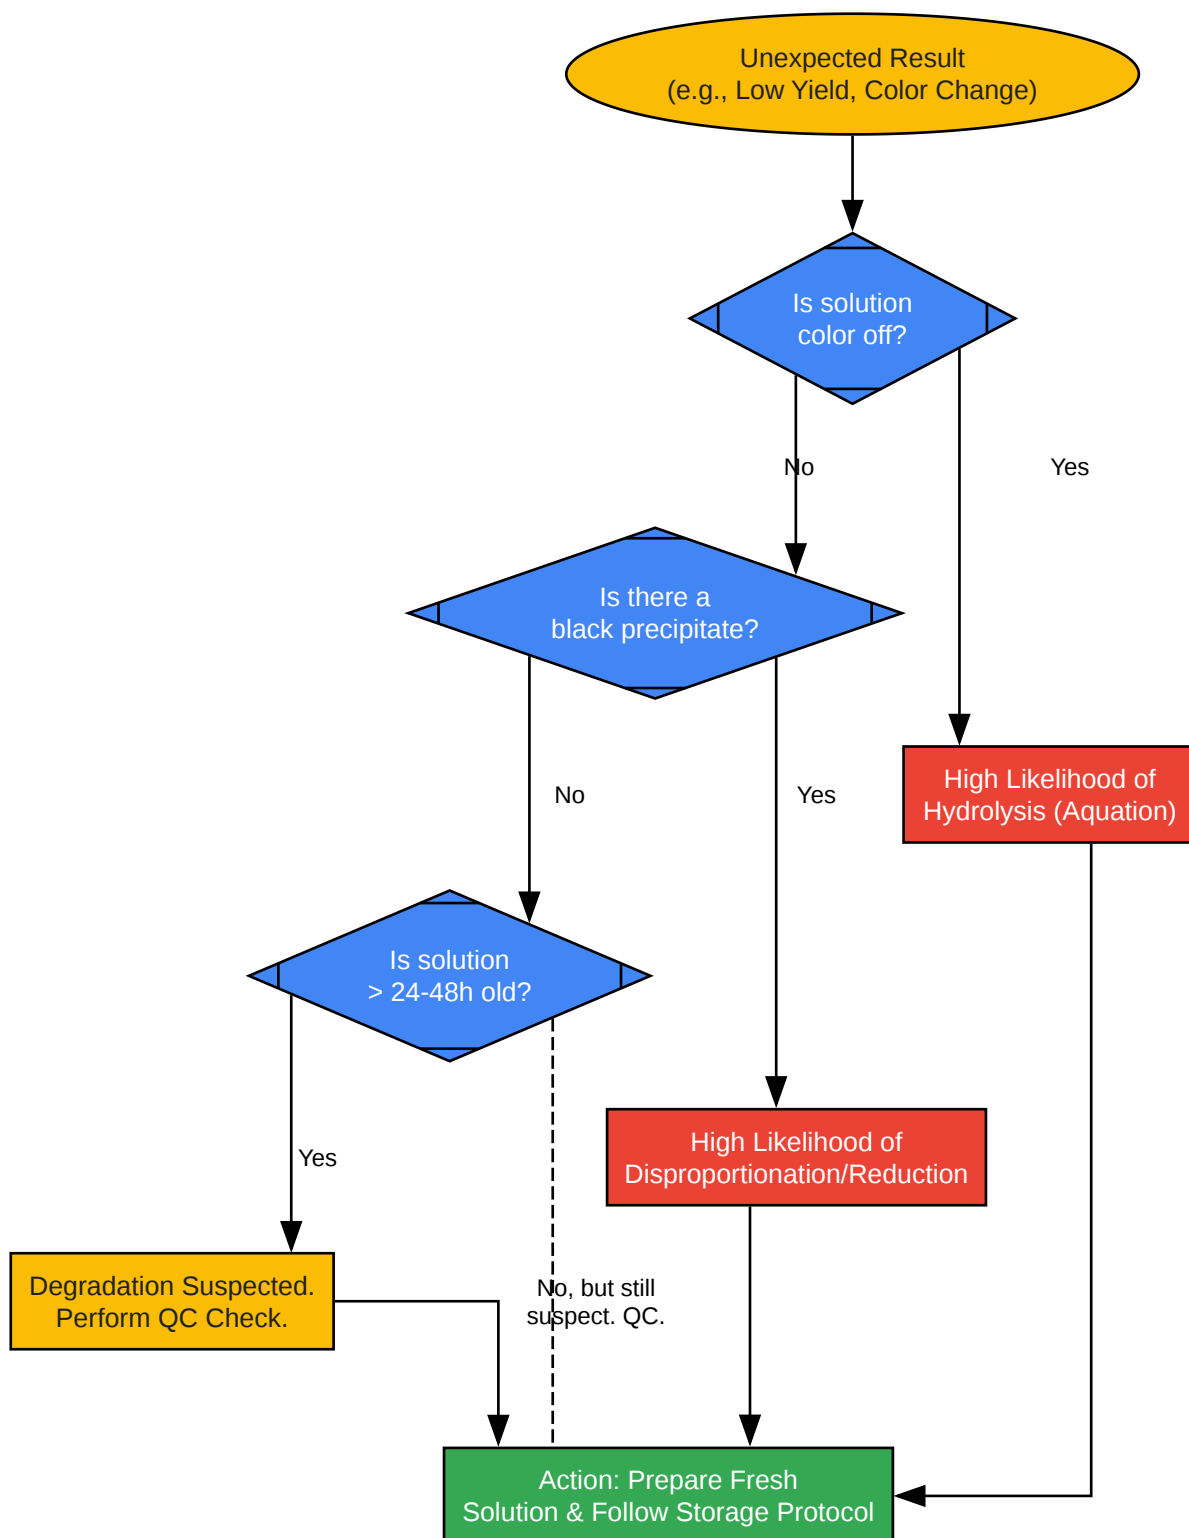 Unexpected Result
(e.g., Low Yield, Color Change)
Is solution
color off?
No
Yes
Is there a
black precipitate?
No
Yes
High Likelihood of
Hydrolysis (Aquation)
Is solution
> 24-48h old?
Yes
High Likelihood of
Disproportionation/Reduction
Degradation Suspected.
Perform QC Check.
No, but still
suspect. QC.
Action: Prepare Fresh
Solution & Follow Storage Protocol